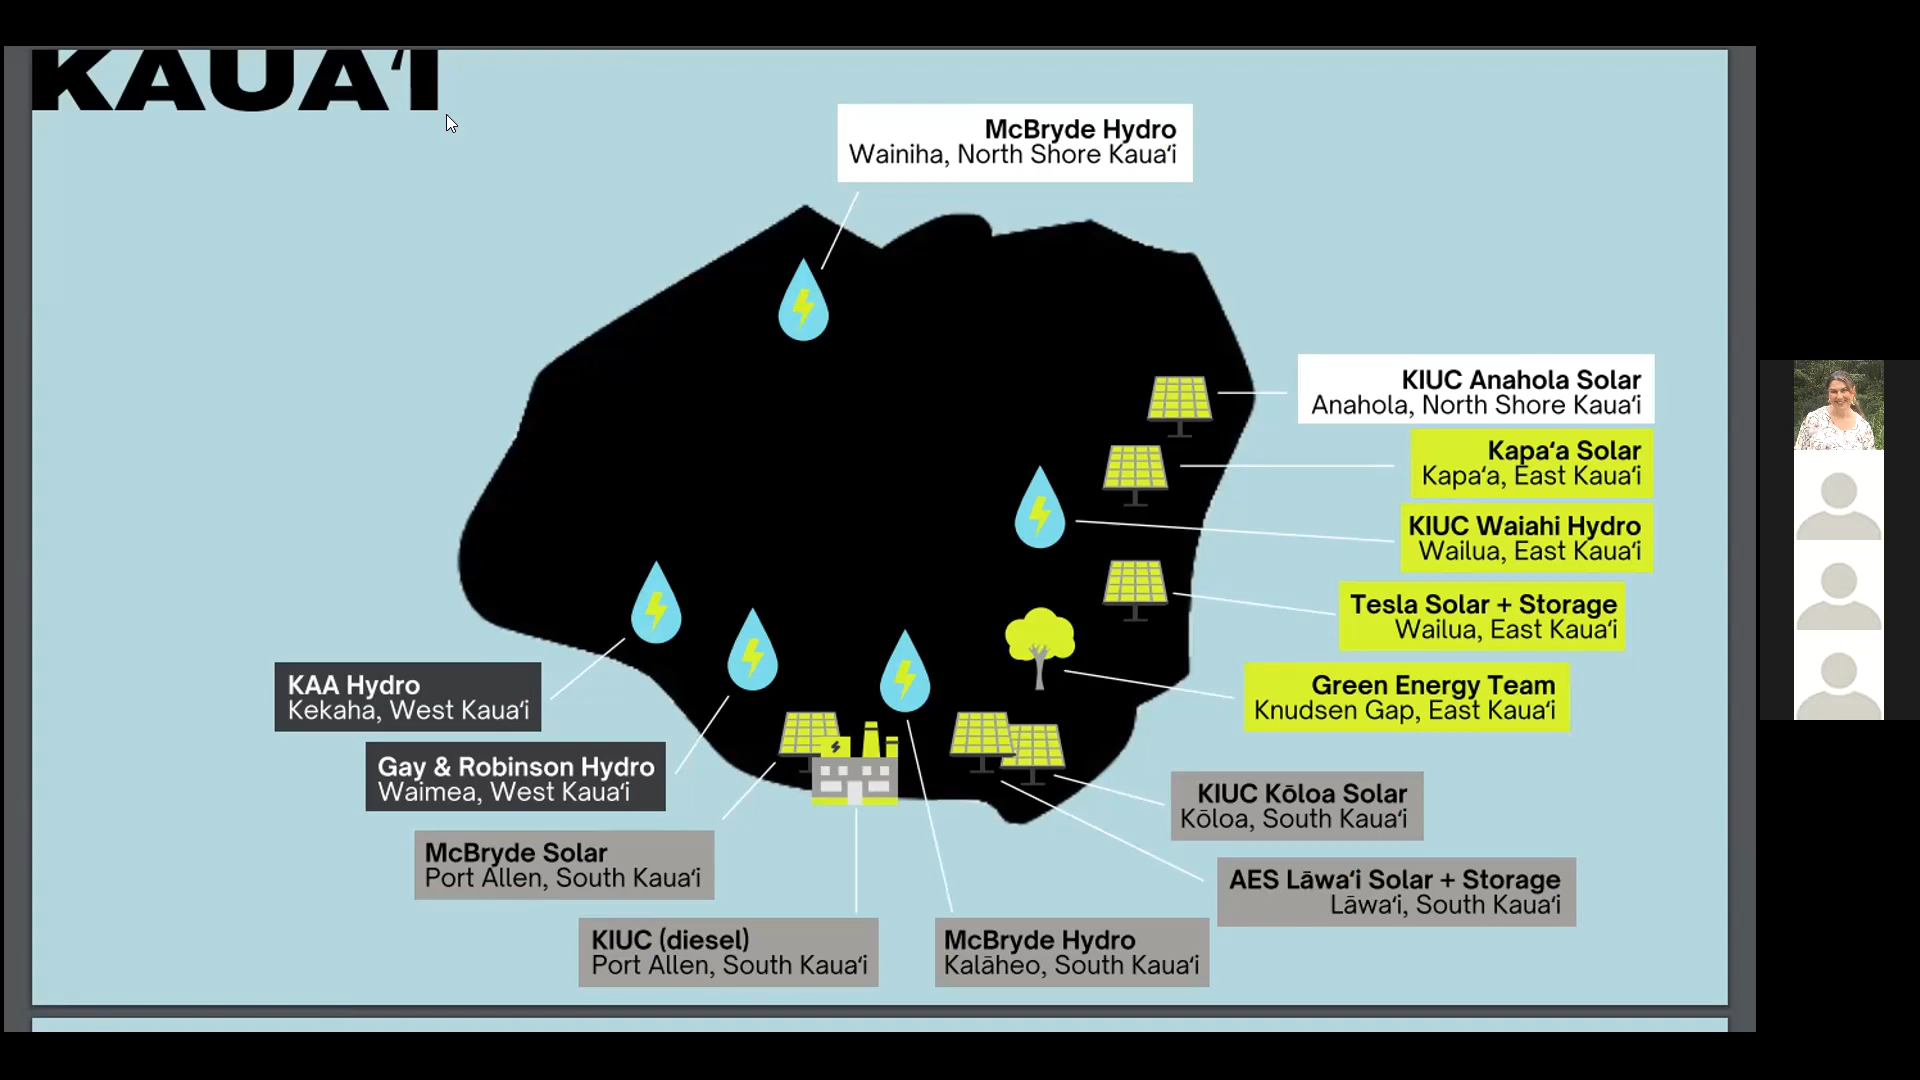 KAUAʻI
McBryde Hydro
Wainiha, North Shore Kauaʻi
KIUC Anahola Solar
Anahola, North Shore Kauaʻi
Kapaʻa Solar
Kapaʻa, East Kauaʻi
KIUC Waiahi Hydro
Wailua, East Kauaʻi
Tesla Solar + Storage
Wailua, East Kauaʻi
Green Energy Team
Knudsen Gap, East Kauaʻi
KAA Hydro
Kekaha, West Kauaʻi
Gay & Robinson Hydro
Waimea, West Kauaʻi
KIUC Kōloa Solar
Kōloa, South Kauaʻi
McBryde Solar
Port Allen, South Kauaʻi
AES Lāwaʻi Solar + Storage
Lāwaʻi, South Kauaʻi
KIUC (diesel)
Port Allen, South Kauaʻi
McBryde Hydro
Kalāheo, South Kauaʻi